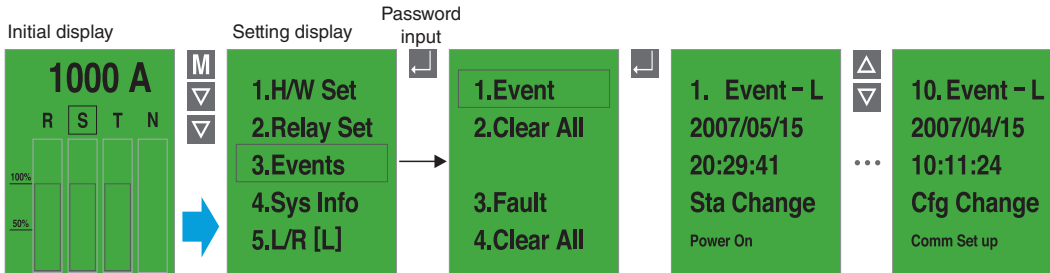 Initial display
1000 A
R S T N
100%
50%
M
Setting display
1.H/W Set
2.Relay Set
3.Events
4.Sys Info
5.L/R [L]
Password
input
1.Event
2.Clear All
3.Fault
4.Clear All
1. Event – L
2007/05/15
20:29:41
Sta Change
Power On
10. Event – L
2007/04/15
10:11:24
Cfg Change
Comm Set up